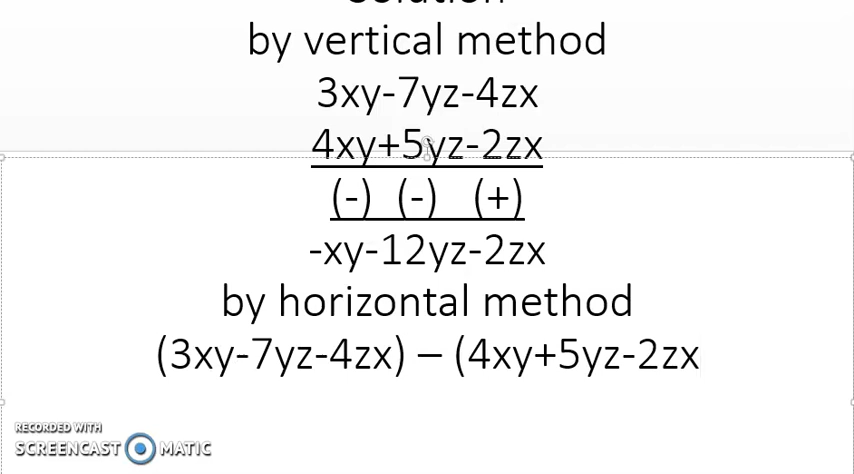 Solution
by vertical method
3xy-7yz-4zx
4xy+5yz-2zx
(-) (-) (+)
-xy-12yz-2zx
by horizontal method
(3xy-7yz-4zx) – (4xy+5yz-2zx
RECORDED WITH
SCREENCAST MATIC